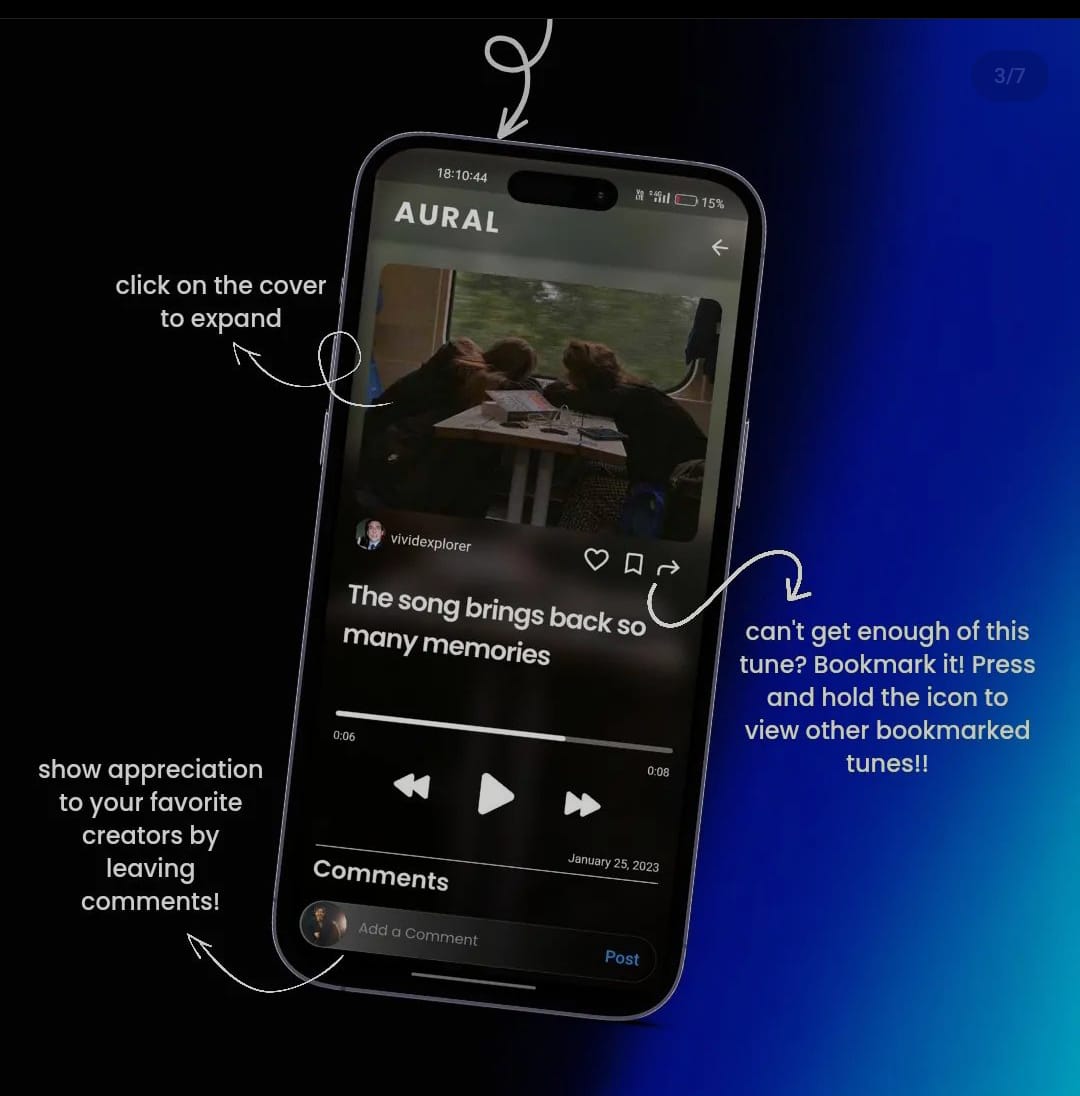 3/7
18:10:44
15%
AURAL
click on the cover
to expand
vividexplorer
The song brings back so
many memories
can't get enough of this
tune? Bookmark it! Press
and hold the icon to
view other bookmarked
tunes!!
0:06
0:08
show appreciation
to your favorite
creators by
leaving
comments!
January 25, 2023
Comments
Add a Comment
Post